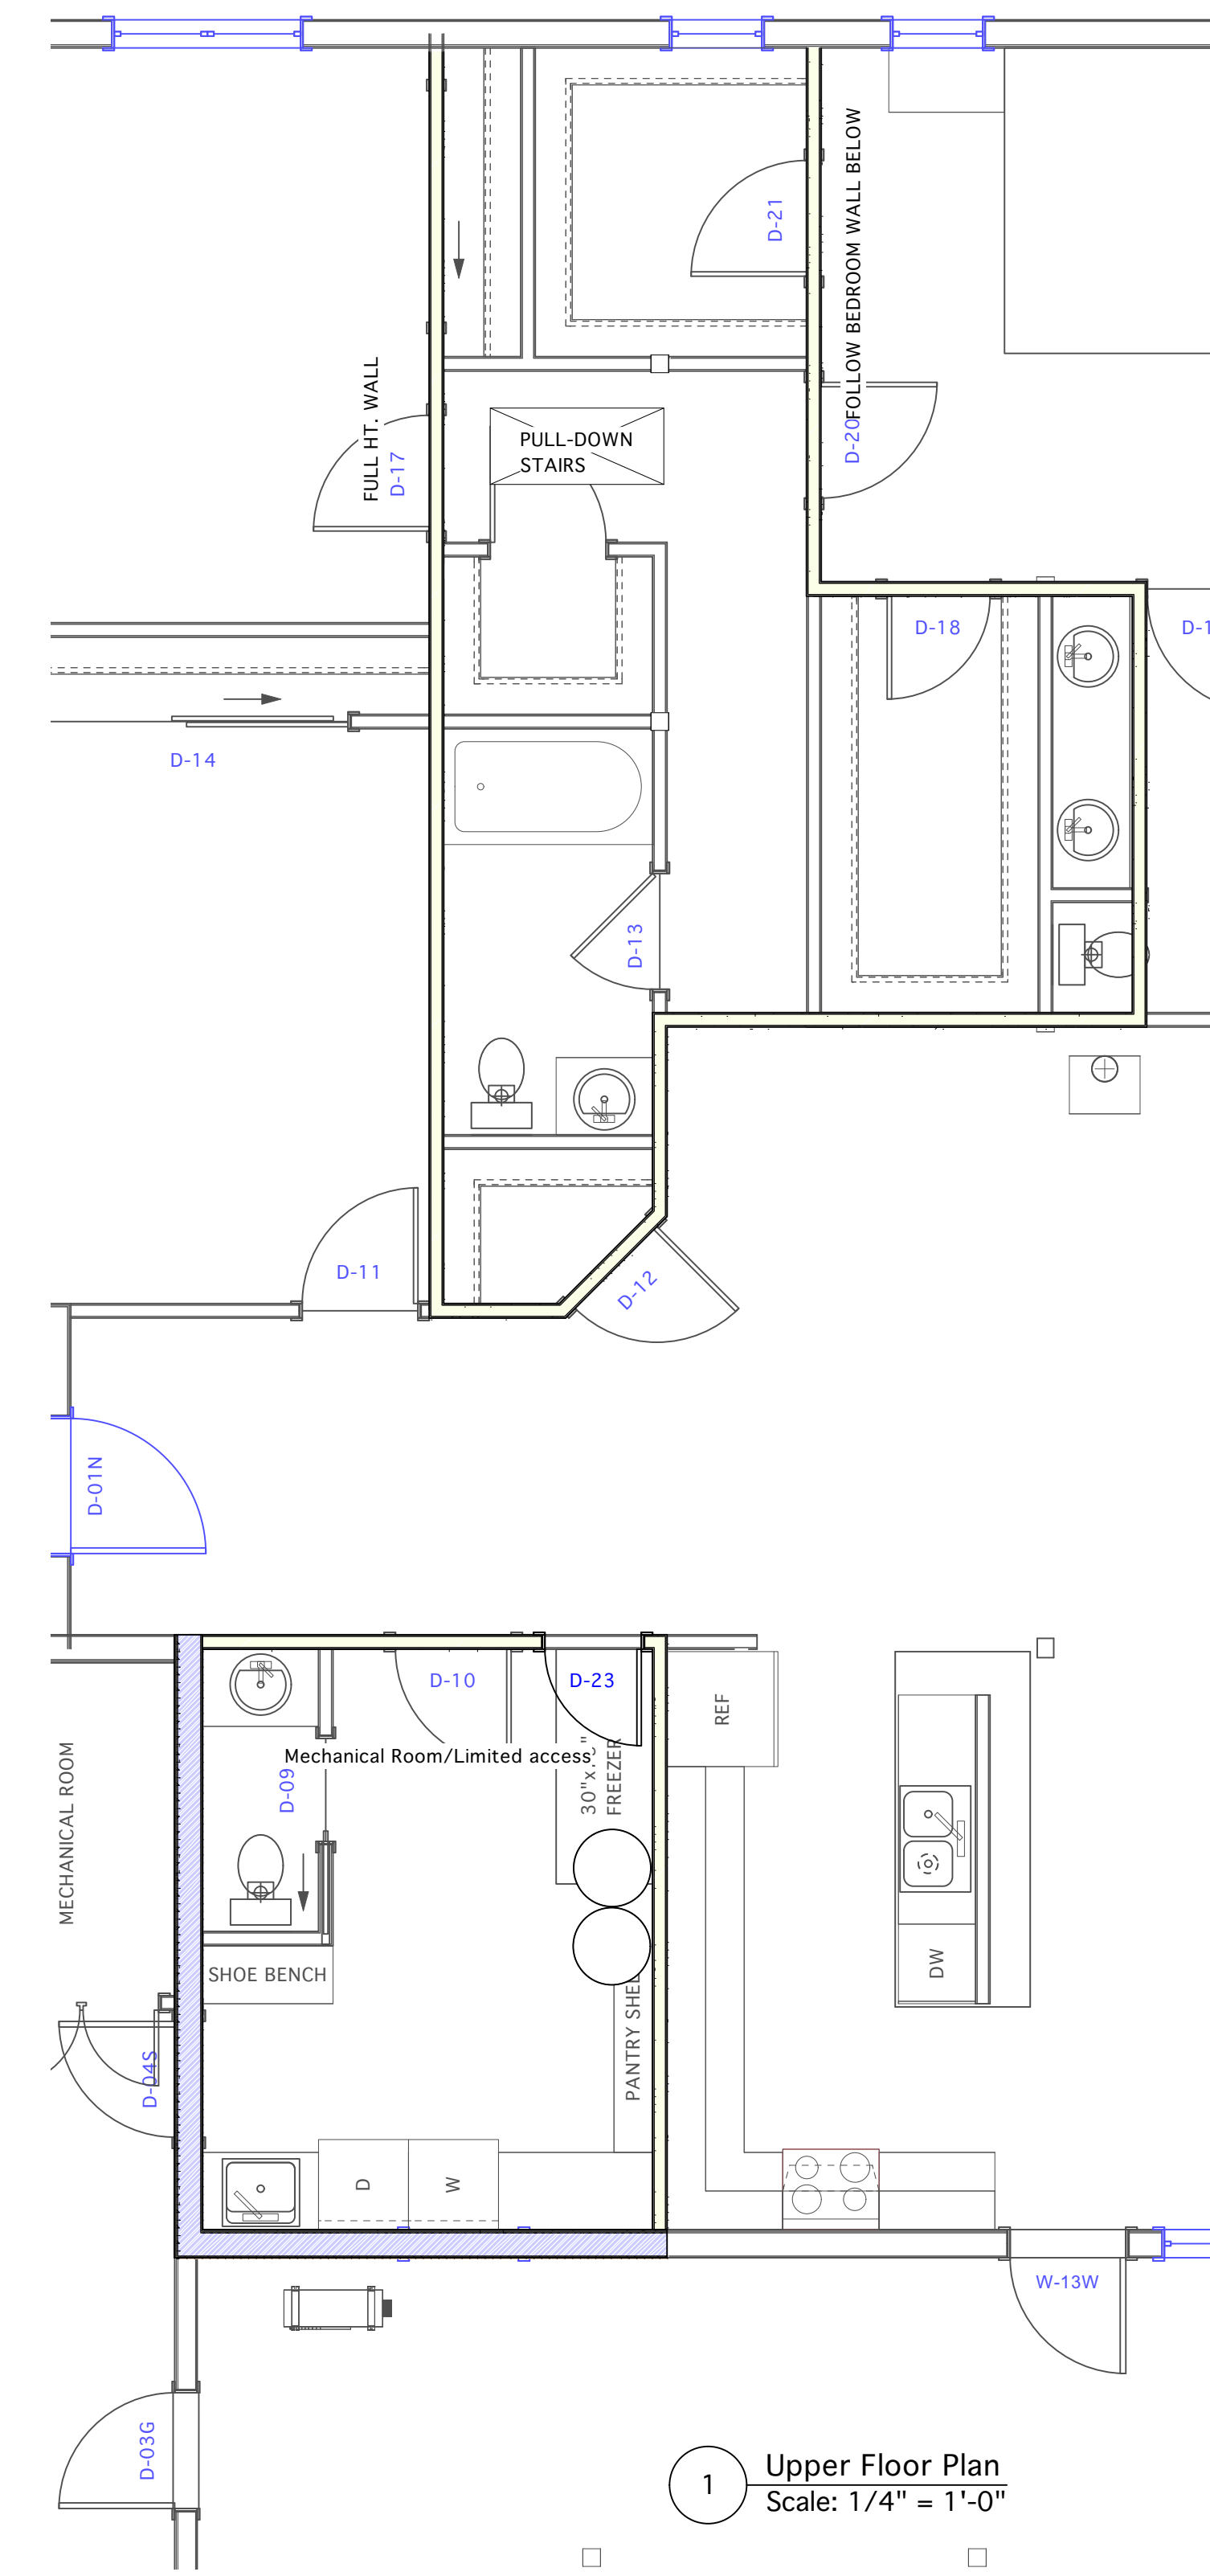 D-21
FOLLOW BEDROOM WALL BELOW
FULL HT. WALL
D-17
PULL-DOWN
STAIRS
D-20
D-18
D-1
D-14
D-13
D-11
D-12
D-01N
D-10
D-23
REF
Mechanical Room/Limited access
MECHANICAL ROOM
D-09
30"x
FREEZER
SHOE BENCH
DW
PANTRY SHEL
D-04S
D
W
W-13W
D-03G
1
Upper Floor Plan
Scale: 1/4" = 1'-0"